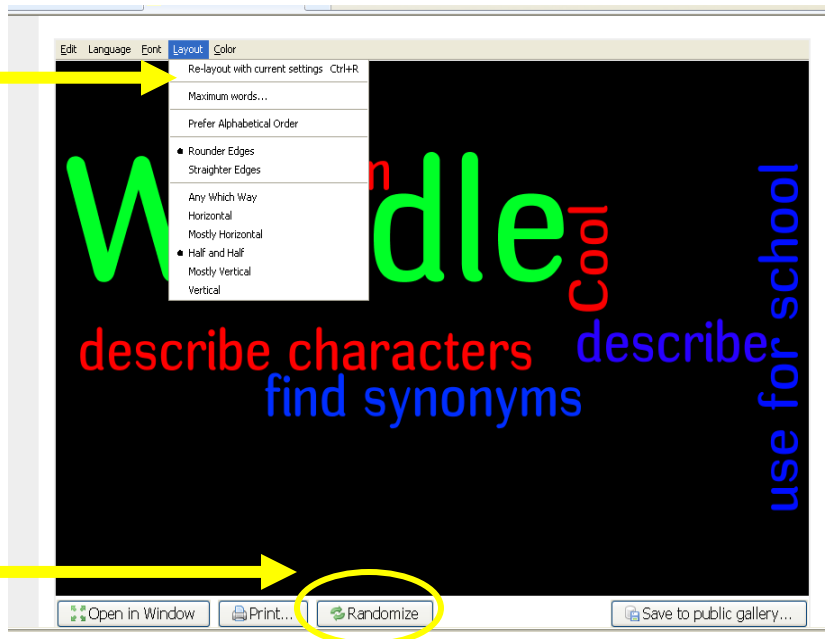 Edit Language Font Layout Color
Re-layout with current settings Ctrl+R
Maximum words...
Prefer Alphabetical Order
Rounder Edges
Straighter Edges
Any Which Way
Horizontal
Mostly Horizontal
Half and Half
Mostly Vertical
Vertical
Cool
describe characters
describe
find synonyms
use for school
Open in Window Print... Randomize Save to public gallery...